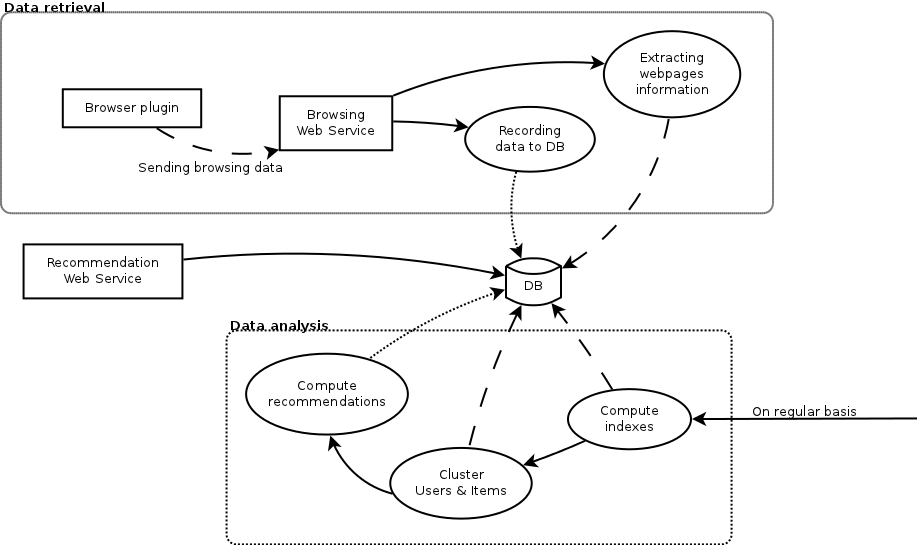 Data retrieval
Extracting
webpages
information
Browser plugin
Browsing
Web Service
Recording
data to DB
Sending browsing data
Recommendation
Web Service
DB
Data analysis
Compute
recommendations
Compute
indexes
On regular basis
Cluster
Users & Items